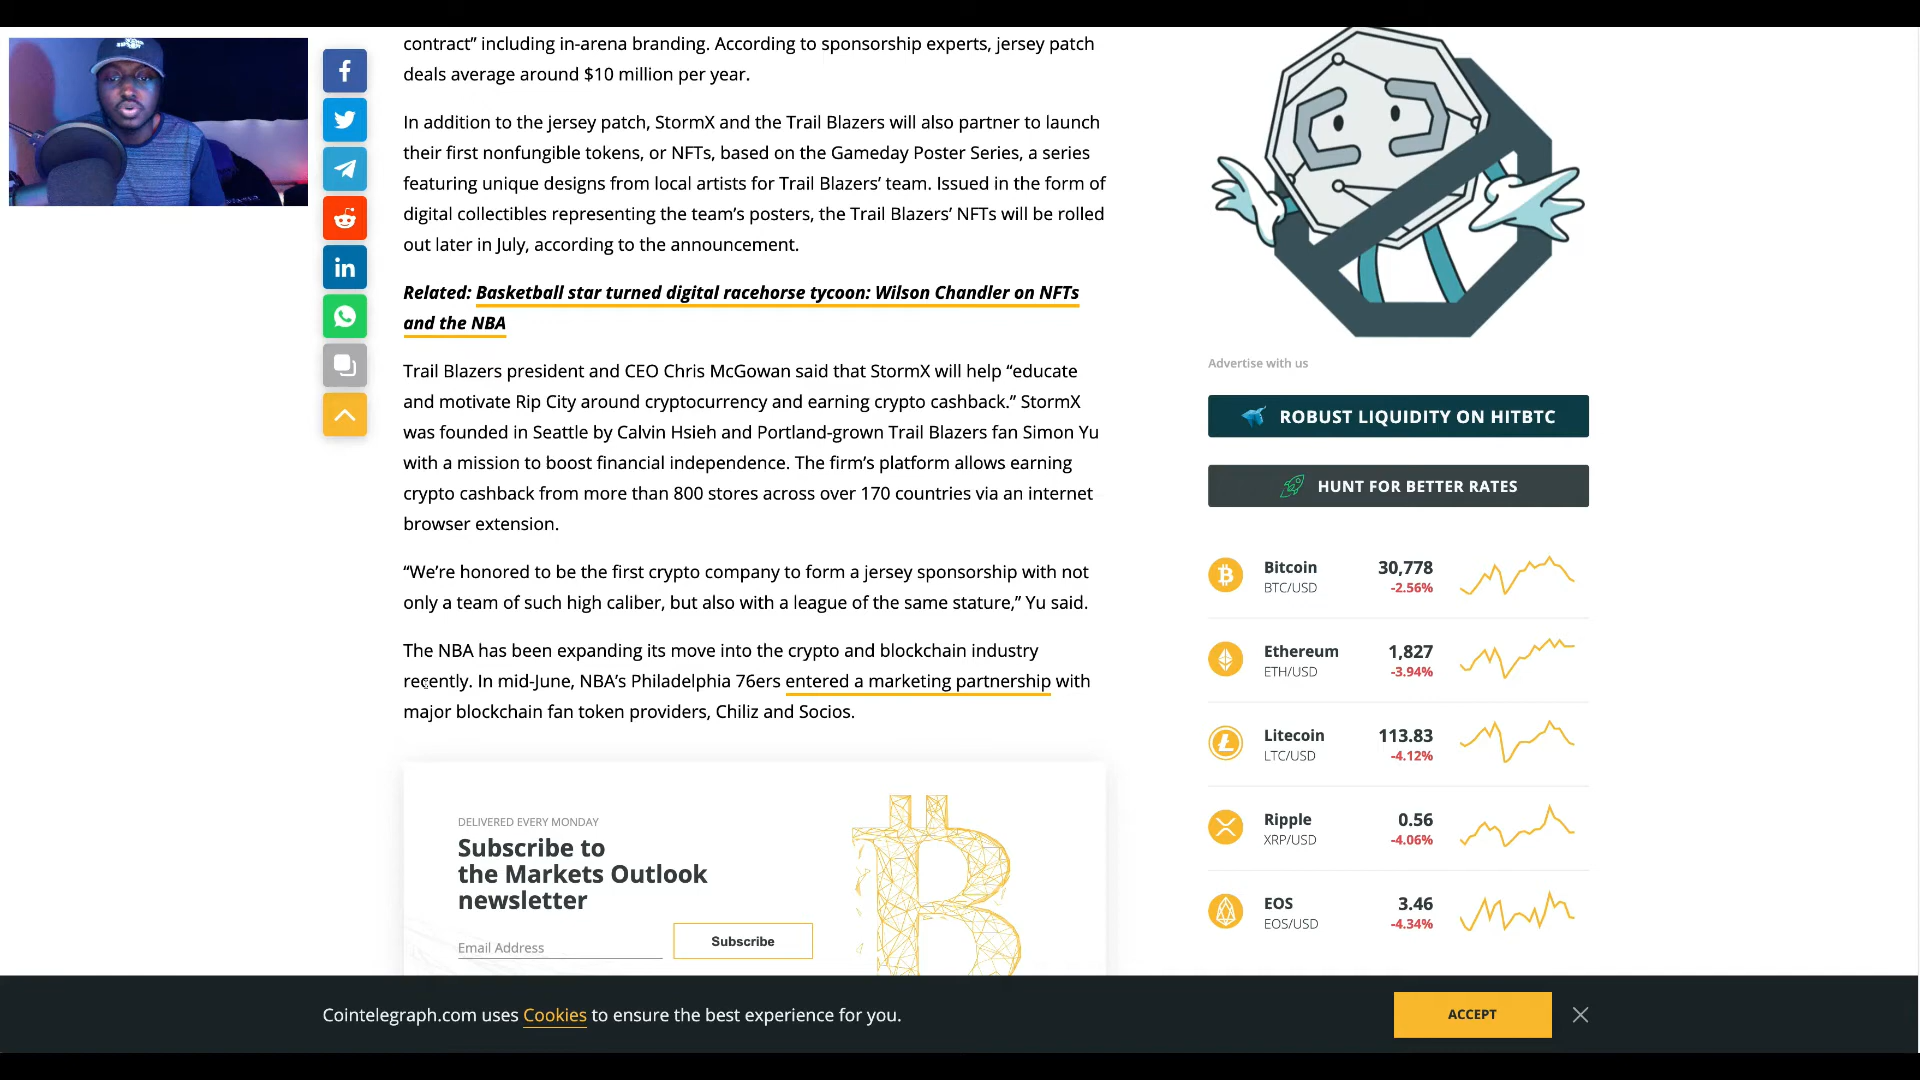 contract” including in-arena branding. According to sponsorship experts, jersey patch
deals average around $10 million per year.
In addition to the jersey patch, StormX and the Trail Blazers will also partner to launch
their first nonfungible tokens, or NFTs, based on the Gameday Poster Series, a series
featuring unique designs from local artists for Trail Blazers’ team. Issued in the form of
digital collectibles representing the team’s posters, the Trail Blazers’ NFTs will be rolled
out later in July, according to the announcement.
Related: Basketball star turned digital racehorse tycoon: Wilson Chandler on NFTs
and the NBA
Trail Blazers president and CEO Chris McGowan said that StormX will help “educate
and motivate Rip City around cryptocurrency and earning crypto cashback.” StormX
was founded in Seattle by Calvin Hsieh and Portland-grown Trail Blazers fan Simon Yu
with a mission to boost financial independence. The firm’s platform allows earning
crypto cashback from more than 800 stores across over 170 countries via an internet
browser extension.
“We’re honored to be the first crypto company to form a jersey sponsorship with not
only a team of such high caliber, but also with a league of the same stature,” Yu said.
The NBA has been expanding its move into the crypto and blockchain industry
recently. In mid-June, NBA’s Philadelphia 76ers entered a marketing partnership with
major blockchain fan token providers, Chiliz and Socios.
DELIVERED EVERY MONDAY
Subscribe to
the Markets Outlook
newsletter
Email Address
Subscribe
Advertise with us
ROBUST LIQUIDITY ON HITBTC
HUNT FOR BETTER RATES
Bitcoin 30,778
BTC/USD -2.56%
Ethereum 1,827
ETH/USD -3.94%
Litecoin 113.83
LTC/USD -4.12%
Ripple 0.56
XRP/USD -4.06%
EOS 3.46
EOS/USD -4.34%
Cointelegraph.com uses Cookies to ensure the best experience for you.
ACCEPT